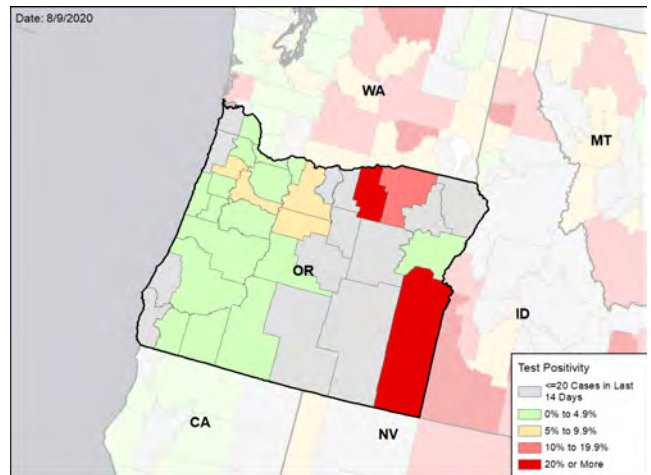 Date: 8/9/2020
WA
MT
OR
ID
CA
NV
Test Positivity
<=20 Cases in Last
14 Days
0% to 4.9%
5% to 9.9%
10% to 19.9%
20% or More